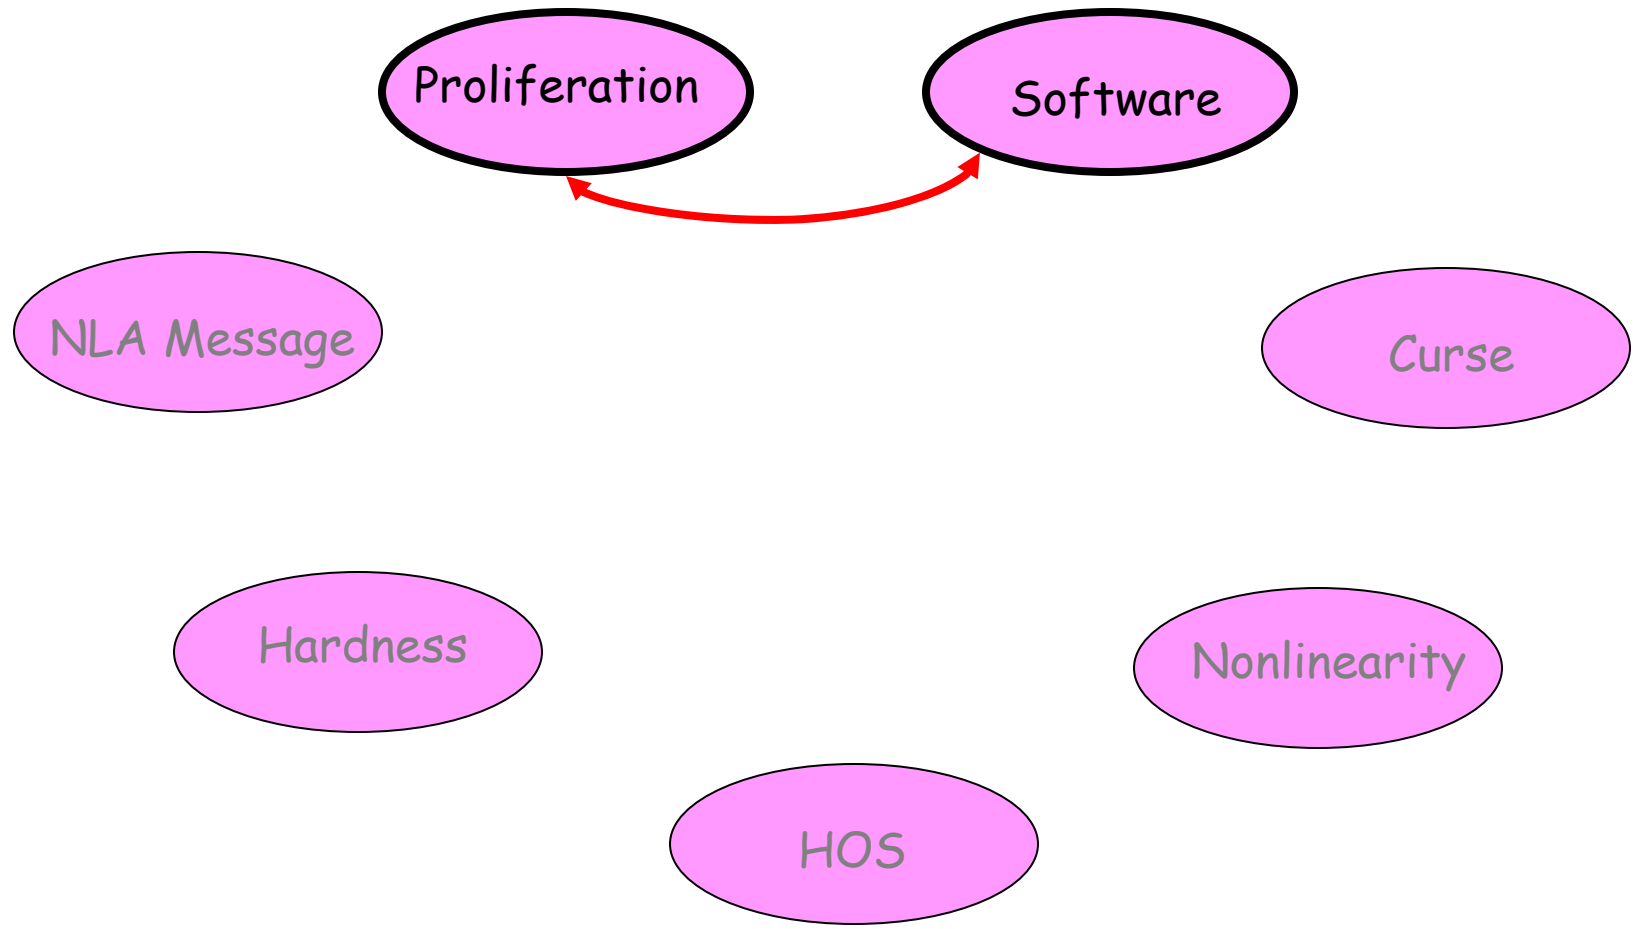 Proliferation
Software
NLA Message
Curse
Hardness
Nonlinearity
HOS